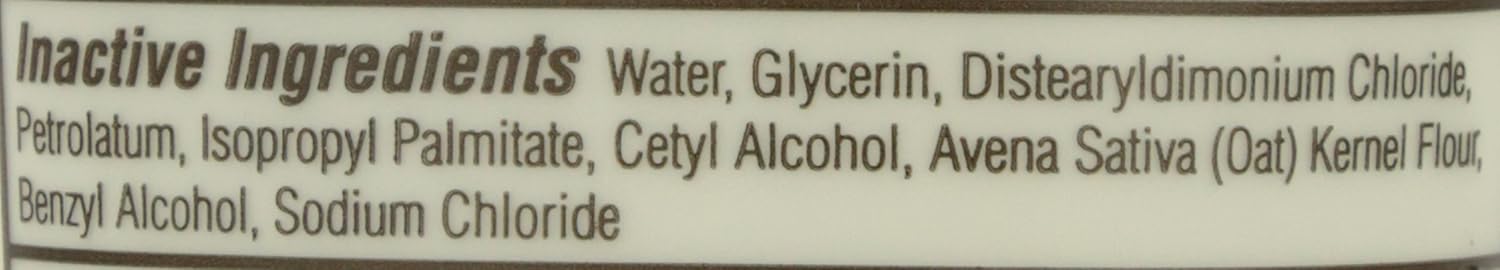 Inactive Ingredients Water, Glycerin, Distearyldimonium Chloride,
Petrolatum, Isopropyl Palmitate, Cetyl Alcohol, Avena Sativa (Oat) Kernel Flour,
Benzyl Alcohol, Sodium Chloride